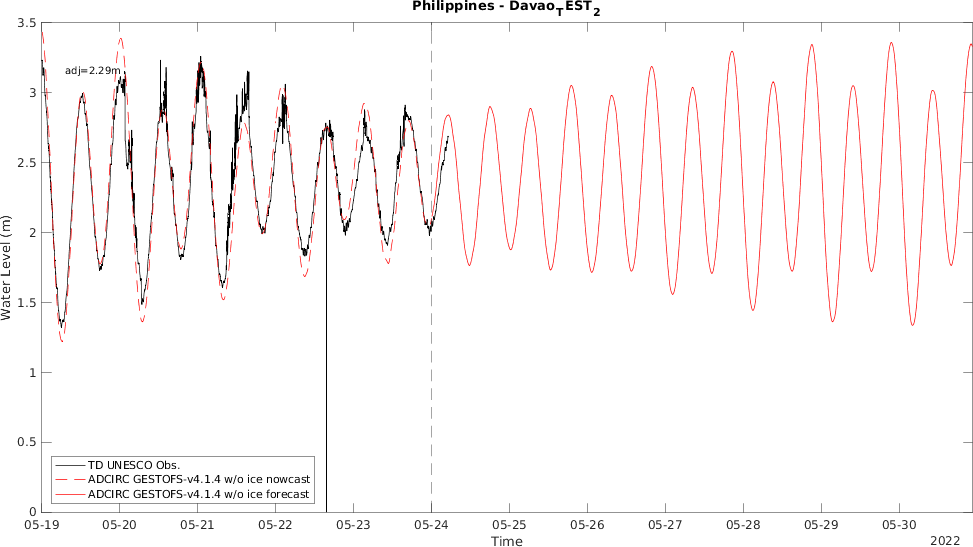 Philippines - Davao_TEST_2
3.5
3
2.5
2
1.5
1
0.5
0
Water Level (m)
adj=2.29m
TD UNESCO Obs.
ADCIRC GESTOFS-v4.1.4 w/o ice nowcast
ADCIRC GESTOFS-v4.1.4 w/o ice forecast
05-19 05-20 05-21 05-22 05-23 05-24 05-25 05-26 05-27 05-28 05-29 05-30
Time
2022